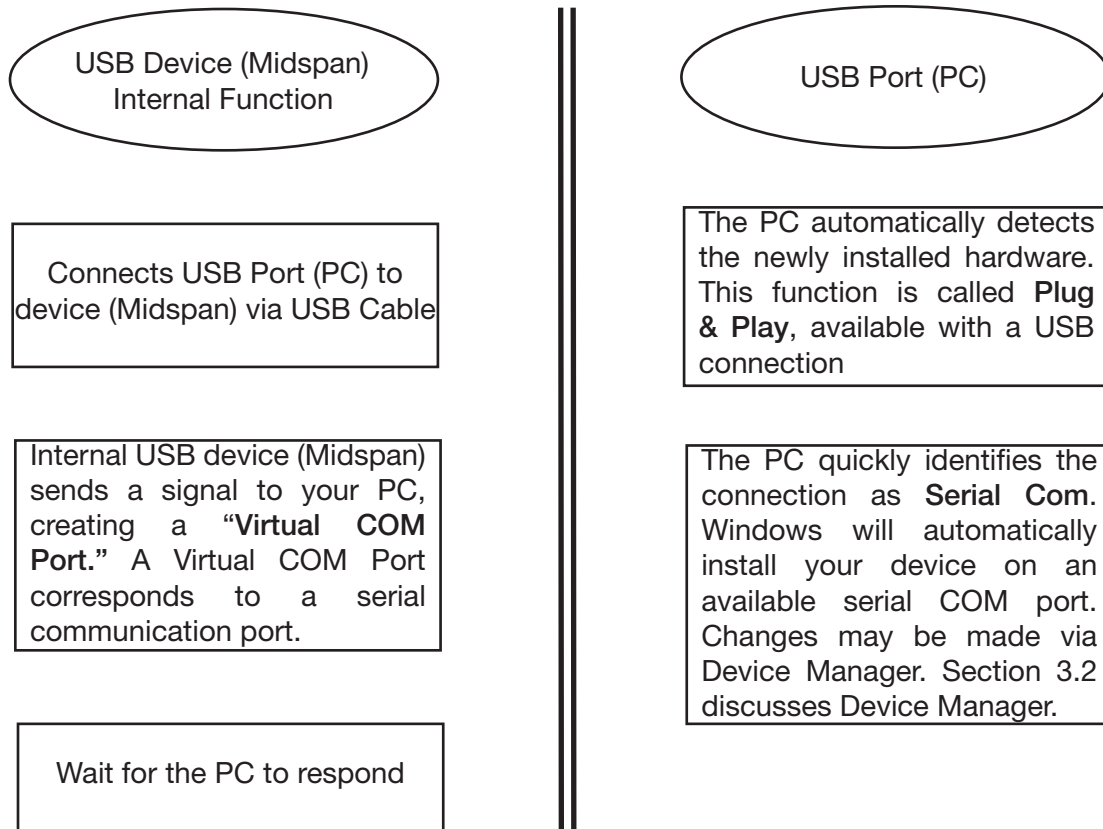 USB Device (Midspan)
Internal Function
Connects USB Port (PC) to
device (Midspan) via USB Cable
Internal USB device (Midspan)
sends a signal to your PC,
creating a “Virtual COM
Port.” A Virtual COM Port
corresponds to a serial
communication port.
Wait for the PC to respond
USB Port (PC)
The PC automatically detects
the newly installed hardware.
This function is called Plug
& Play, available with a USB
connection
The PC quickly identifies the
connection as Serial Com.
Windows will automatically
install your device on an
available serial COM port.
Changes may be made via
Device Manager. Section 3.2
discusses Device Manager.